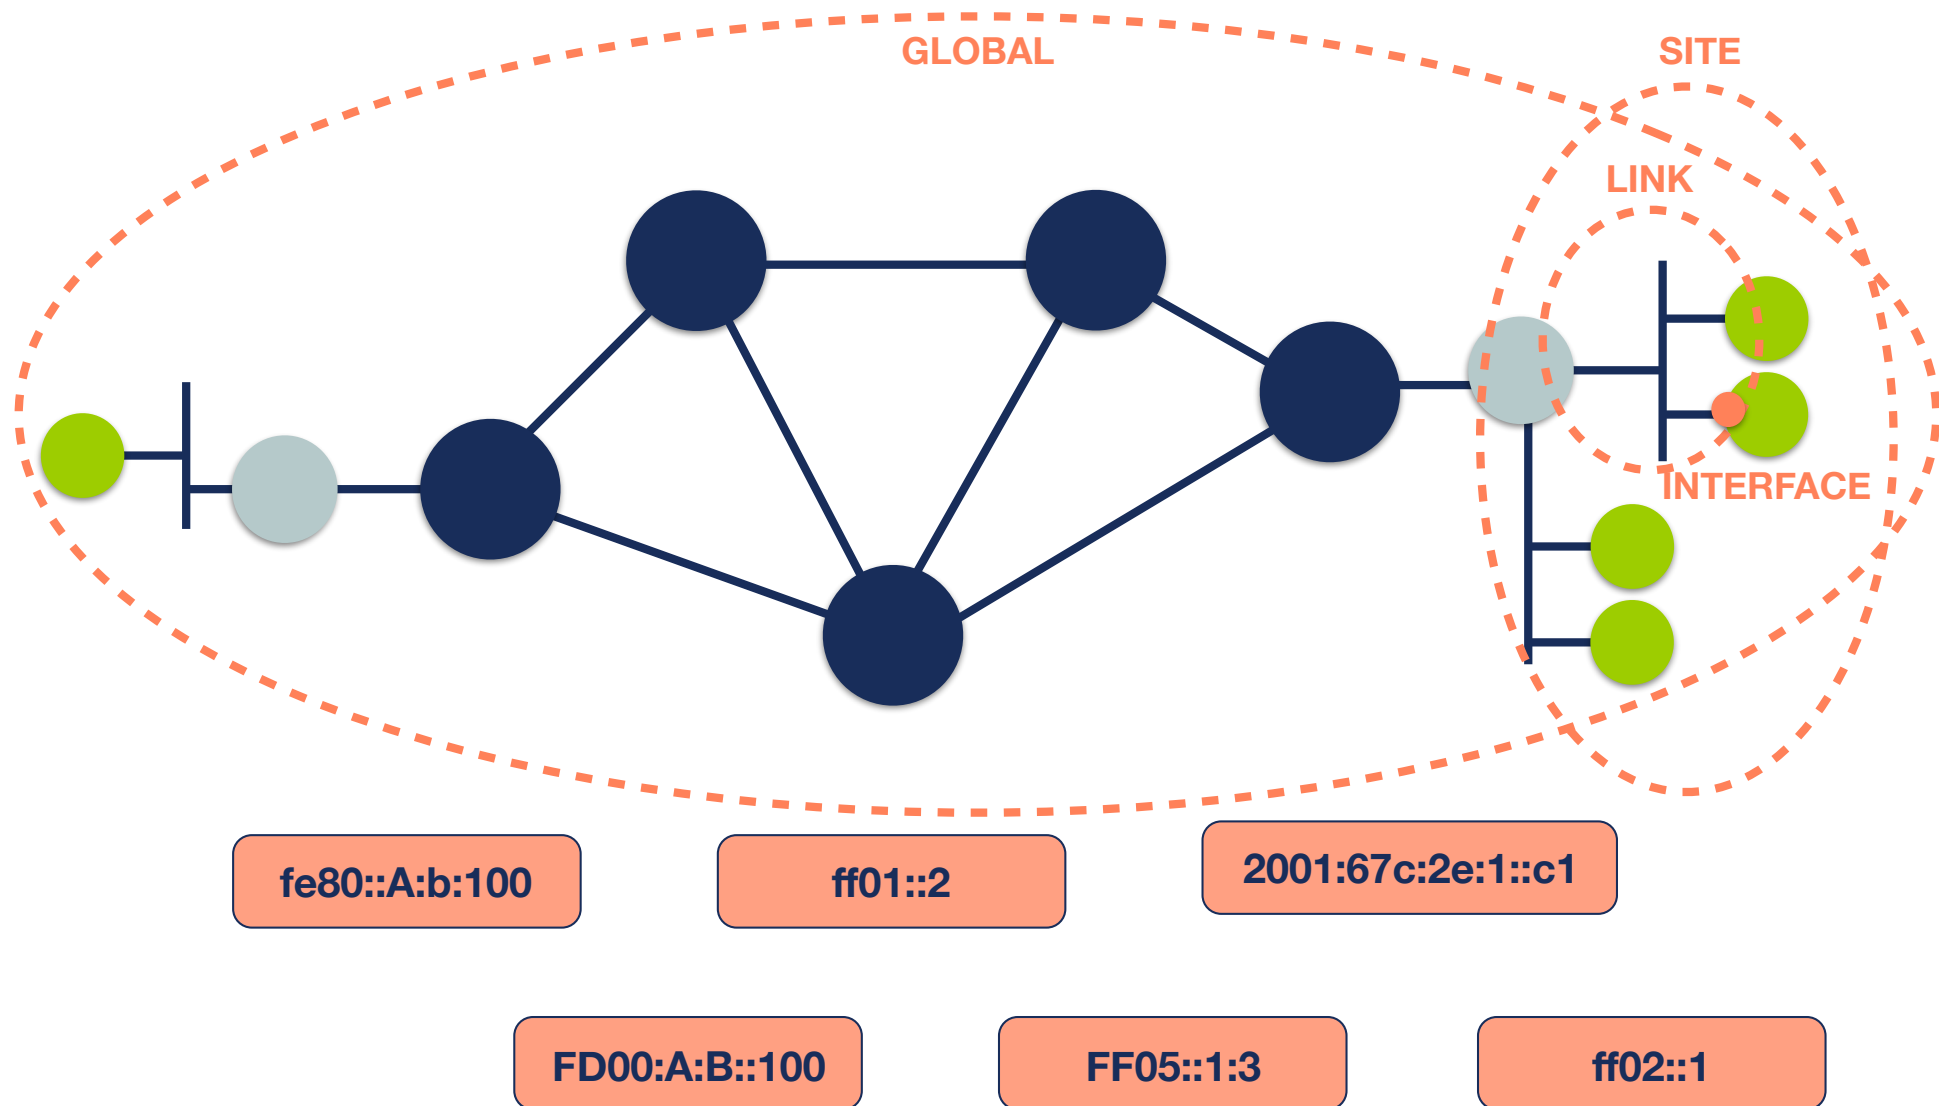 GLOBAL
SITE
LINK
INTERFACE
fe80::A:b:100
ff01::2
2001:67c:2e:1::c1
FD00:A:B::100
FF05::1:3
ff02::1